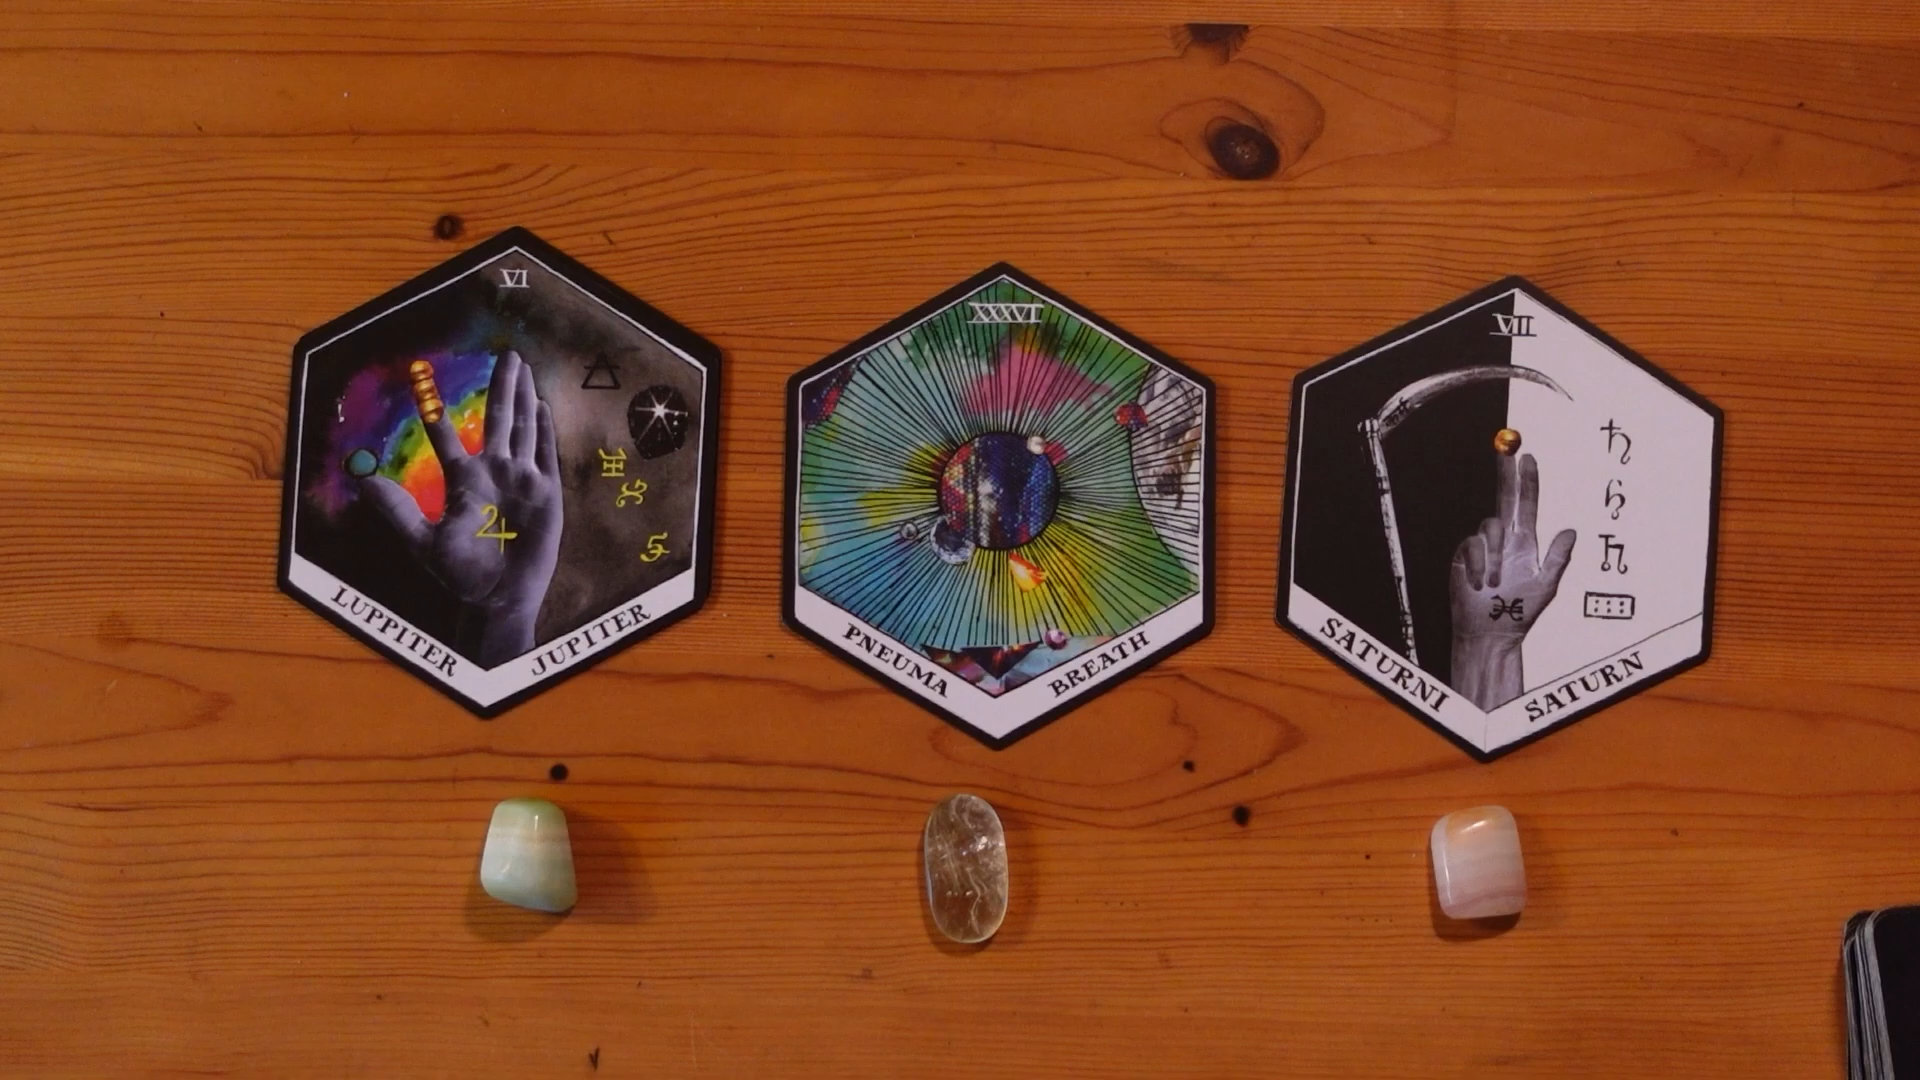 VI
LUPPITER JUPITER
XXXVI
PNEUMA BREATH
VII
SATURNI SATURN